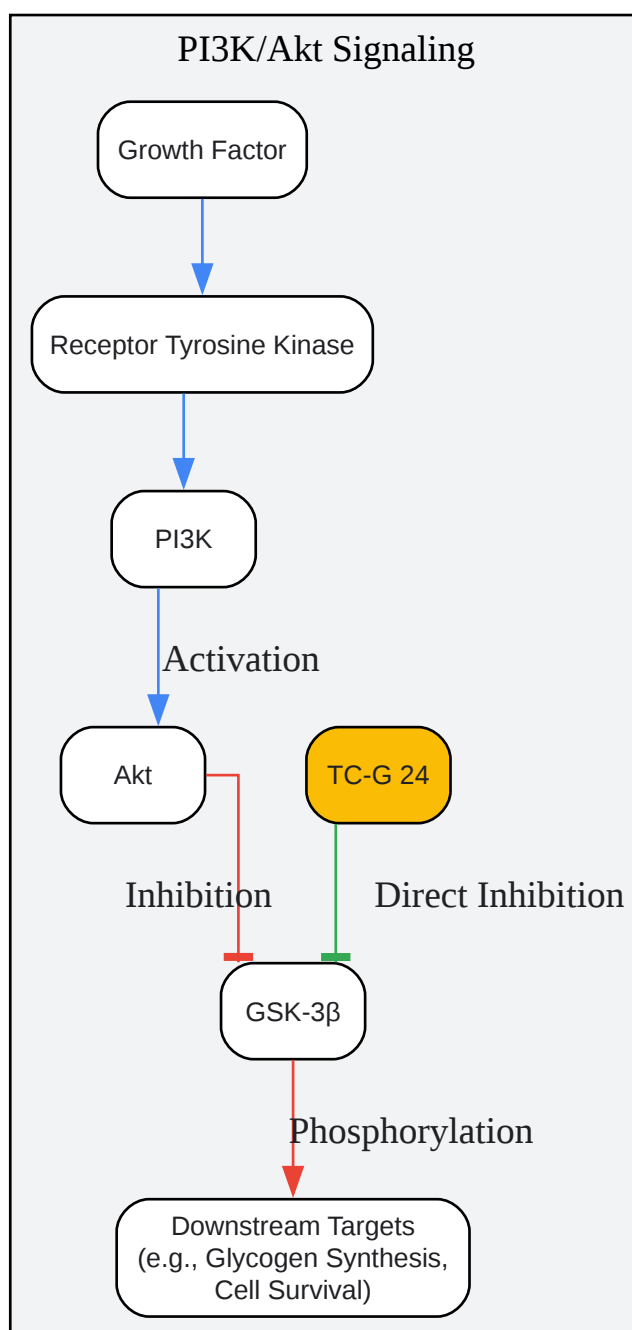 PI3K/Akt Signaling
Growth Factor
Receptor Tyrosine Kinase
PI3K
Activation
Akt
TC-G 24
Inhibition
Direct Inhibition
GSK-3β
Phosphorylation
Downstream Targets
(e.g., Glycogen Synthesis,
Cell Survival)